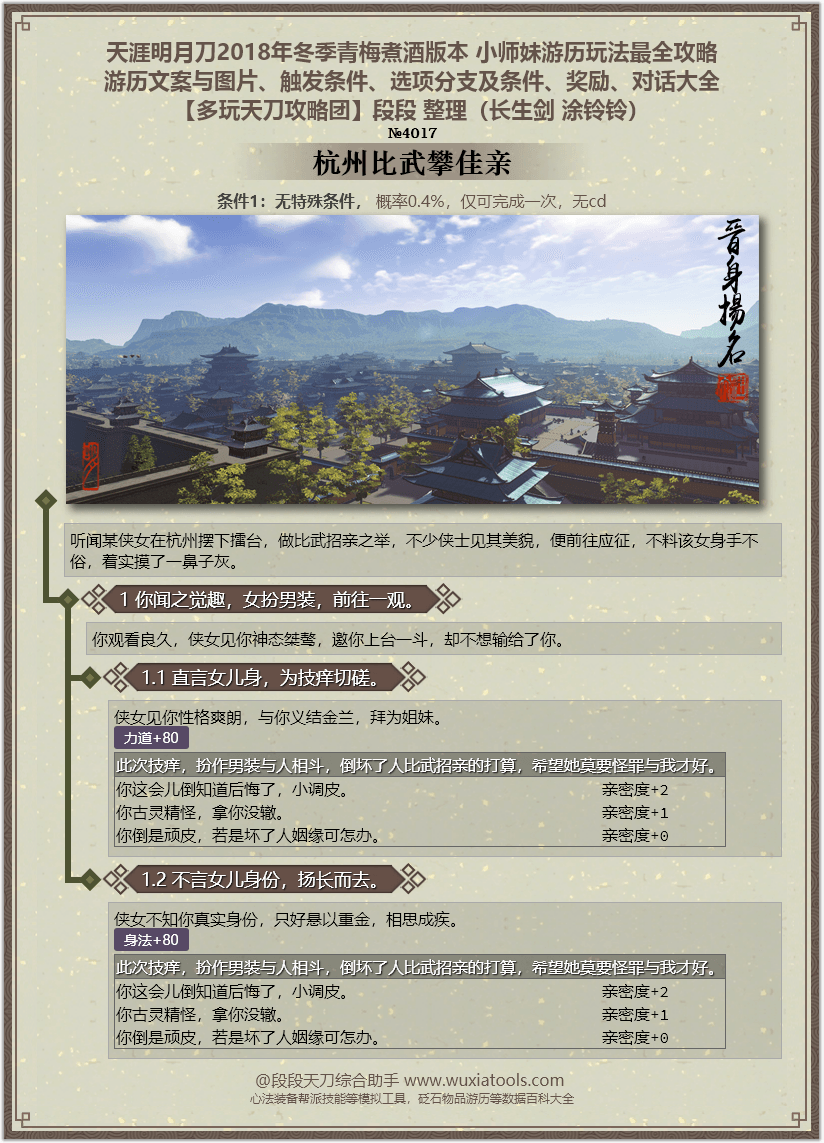 天涯明月刀2018年冬季青梅煮酒版本 小师妹游历玩法最全攻略
游历文案与图片、触发条件、选项分支及条件、奖励、对话大全
【多玩天刀攻略团】段段 整理（长生剑 涂铃铃）
№4017
杭州比武攀佳亲
条件1：无特殊条件， 概率0.4%，仅可完成一次，无cd
晋身揚名
听闻某侠女在杭州摆下擂台，做比武招亲之举，不少侠士见其美貌，便前往应征，不料该女身手不
俗，着实摸了一鼻子灰。
1 你闻之觉趣，女扮男装，前往一观。
你观看良久，侠女见你神态桀骜，邀你上台一斗，却不想输给了你。
1.1 直言女儿身，为技痒切磋。
侠女见你性格爽朗，与你义结金兰，拜为姐妹。
力道+80
此次技痒，扮作男装与人相斗，倒坏了人比武招亲的打算，希望她莫要怪罪与我才好。
你这会儿倒知道后悔了，小调皮。 亲密度+2
你古灵精怪，拿你没辙。 亲密度+1
你倒是顽皮，若是坏了人姻缘可怎办。 亲密度+0
1.2 不言女儿身份，扬长而去。
侠女不知你真实身份，只好悬以重金，相思成疾。
身法+80
此次技痒，扮作男装与人相斗，倒坏了人比武招亲的打算，希望她莫要怪罪与我才好。
你这会儿倒知道后悔了，小调皮。 亲密度+2
你古灵精怪，拿你没辙。 亲密度+1
你倒是顽皮，若是坏了人姻缘可怎办。 亲密度+0
@段段天刀综合助手 www.wuxiatools.com
心法装备帮派技能等模拟工具，砭石物品游历等数据百科大全